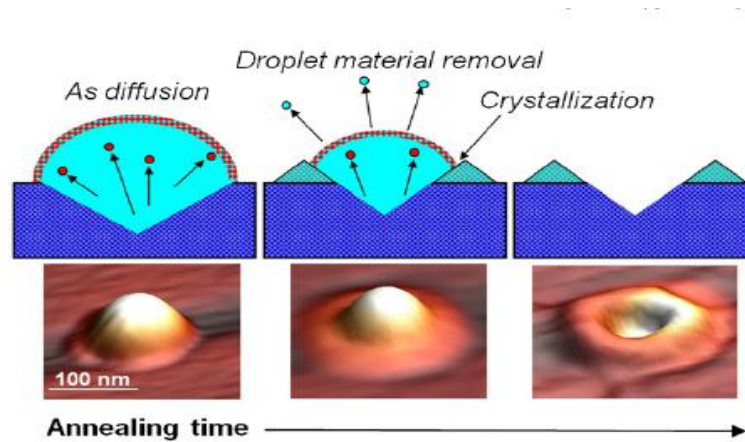 Droplet material removal
As diffusion
Crystallization
100 nm
Annealing time